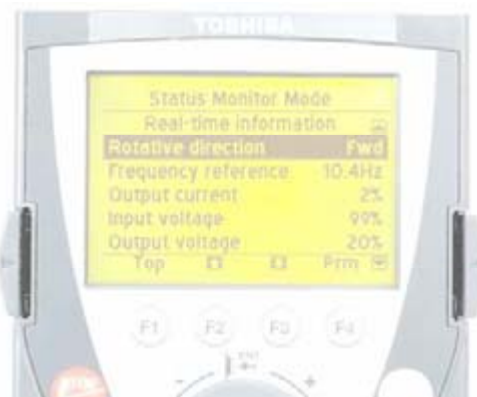 TOSHIBA
Status Monitor Mode
Real-time information
Rotative direction Fwd
Frequency reference 10.4Hz
Output current 2%
Input voltage 99%
Output voltage 20%
Top Prm
F1 F2 F3 F4
ENT
- +